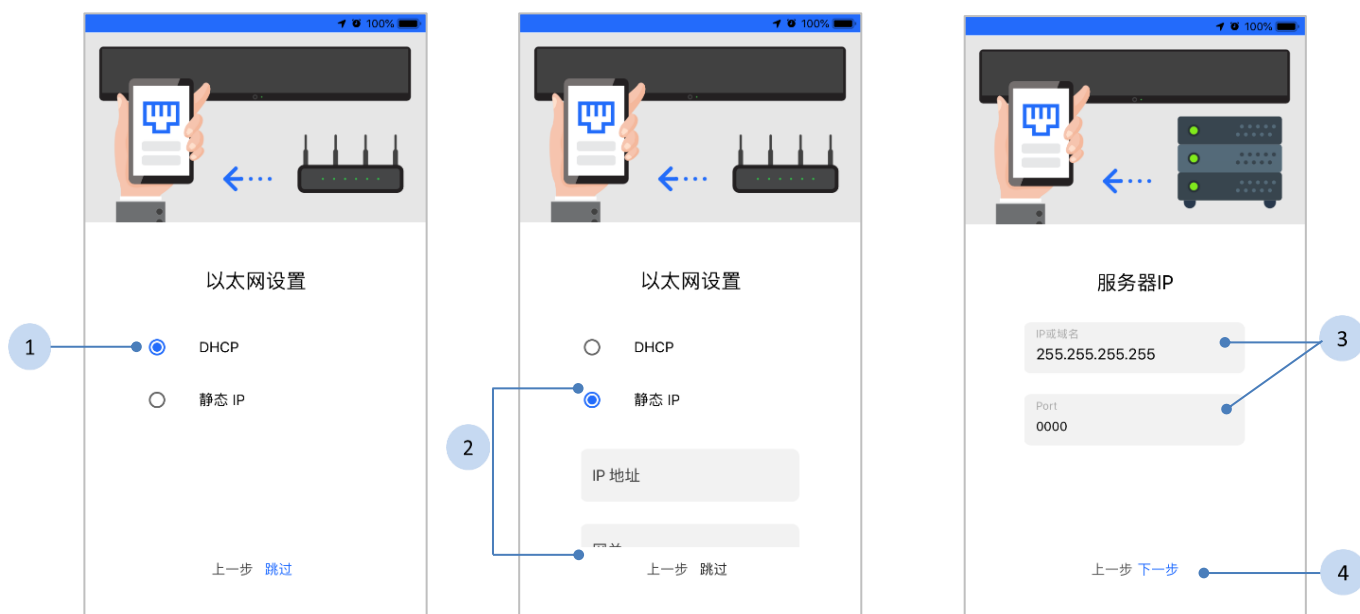 100%
以太网设置
1
DHCP
静态 IP
上一步 跳过
100%
以太网设置
DHCP
静态 IP
2
IP 地址
上一步 跳过
100%
服务器IP
IP或域名
255.255.255.255
3
Port
0000
上一步 下一步
4